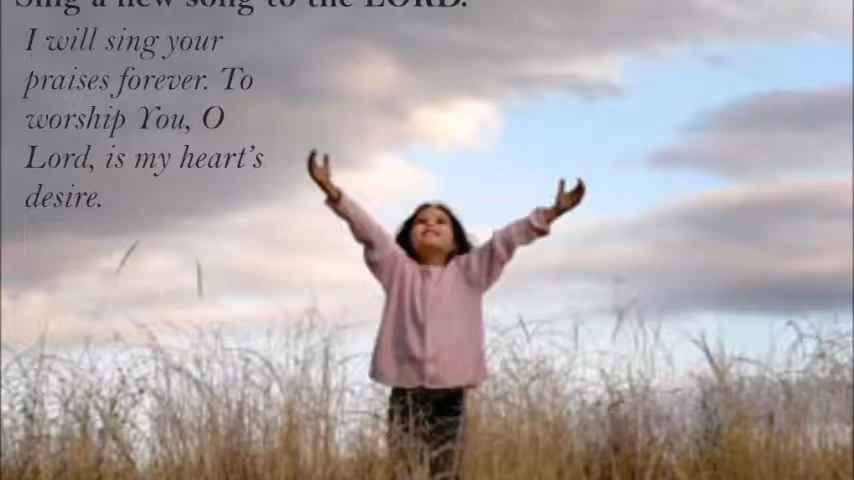 Sing a new song to the LORD.
I will sing your
praises forever. To
worship You, O
Lord, is my heart's
desire.